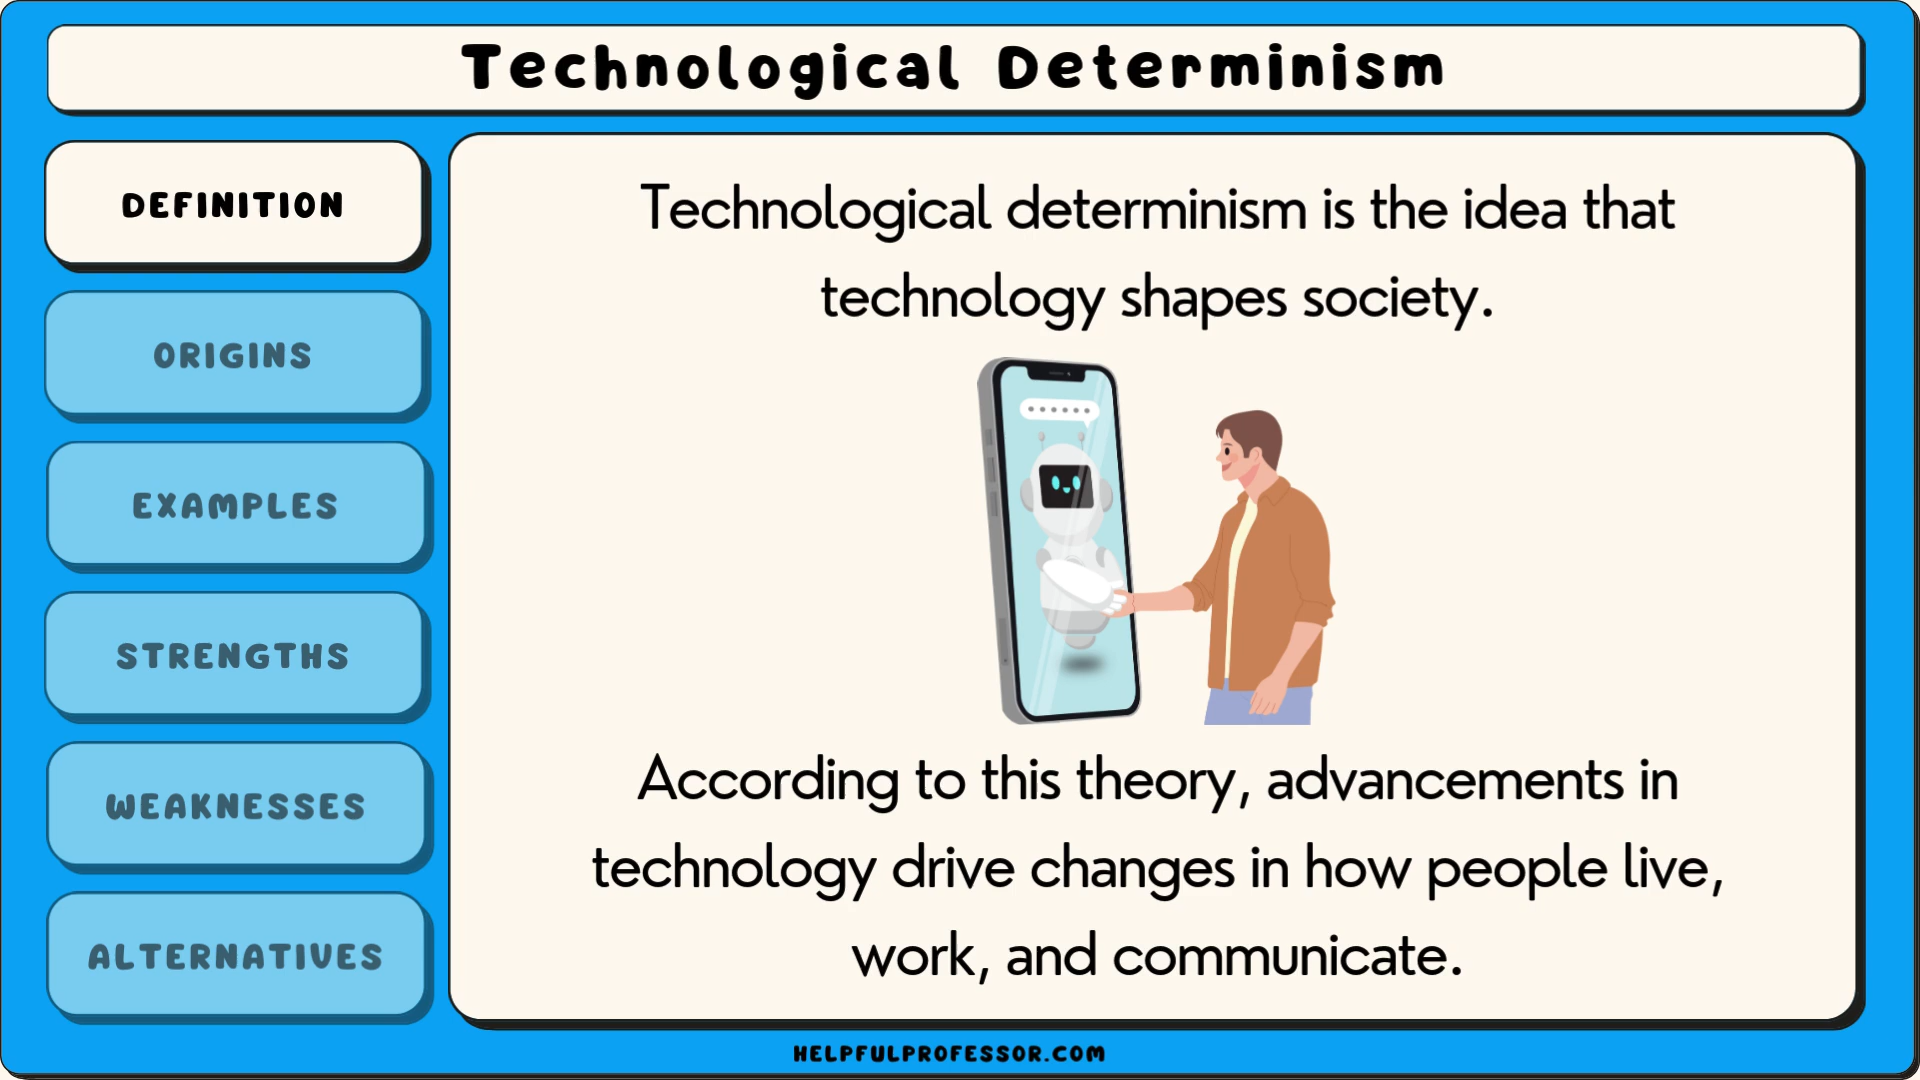 Technological Determinism
DEFINITION
ORIGINS
EXAMPLES
STRENGTHS
WEAKNESSES
ALTERNATIVES
Technological determinism is the idea that
technology shapes society.
According to this theory, advancements in
technology drive changes in how people live,
work, and communicate.
HELPFULPROFESSOR.COM